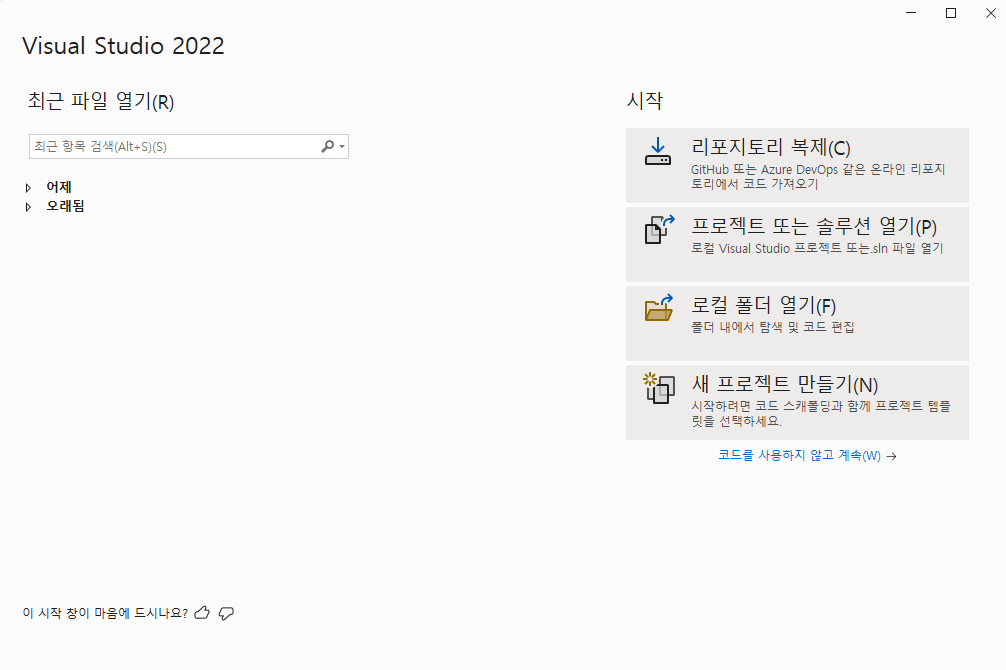 Visual Studio 2022
최근 파일 열기(R)
최근 항목 검색(Alt+S)(S)
어제
오래됨
시작
리포지토리 복제(C)
GitHub 또는 Azure DevOps 같은 온라인 리포지
토리에서 코드 가져오기
프로젝트 또는 솔루션 열기(P)
로컬 Visual Studio 프로젝트 또는.sln 파일 열기
로컬 폴더 열기(F)
폴더 내에서 탐색 및 코드 편집
새 프로젝트 만들기(N)
시작하려면 코드 스캐폴딩과 함께 프로젝트 템플
릿을 선택하세요.
코드를 사용하지 않고 계속(W) →
이 시작 창이 마음에 드시나요?